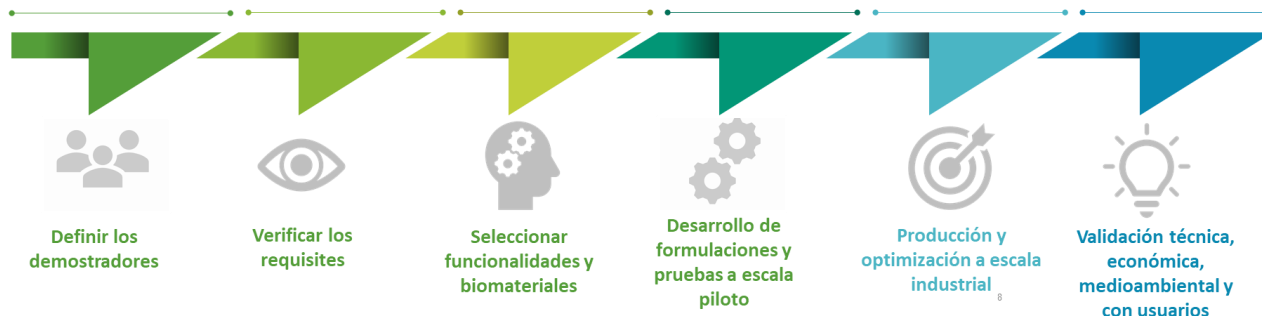 Definir los
demostradores
Verificar los
requisites
Seleccionar
funcionalidades y
biomateriales
Desarrollo de
formulaciones y
pruebas a escala
piloto
Producción y
optimización a escala
industrial
8
Validación técnica,
económica,
medioambiental y
con usuarios